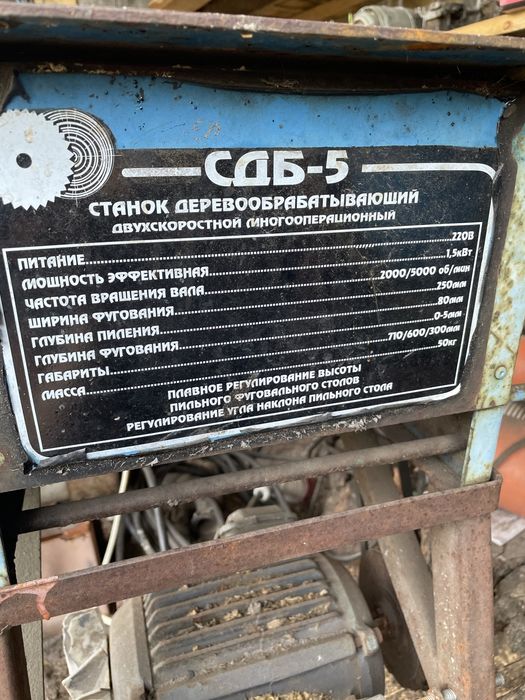 СДБ-5
СТАНОК ДЕРЕВООБРАБАТЫВАЮЩИЙ
ДВУХСКОРОСТНОЙ МНОГООПЕРАЦИОННЫЙ
ПИТАНИЕ 220В
МОЩНОСТЬ ЭФФЕКТИВНАЯ 1,5кВт
ЧАСТОТА ВРАШЕНИЯ ВАЛА 2000/5000 об/мин
ШИРИНА ФУГОВАНИЯ 250мм
ГЛУБИНА ПИЛЕНИЯ 80мм
ГЛУБИНА ФУГОВАНИЯ 0-5мм
ГАБАРИТЫ 710/600/300мм
МАССА 50кг
ПЛАВНОЕ РЕГУЛИРОВАНИЕ ВЫСОТЫ
ПИЛЬНОГО ФУГОВАЛЬНОГО СТОЛОВ
РЕГУЛИРОВАНИЕ УГЛА НАКЛОНА ПИЛЬНОГО СТОЛА